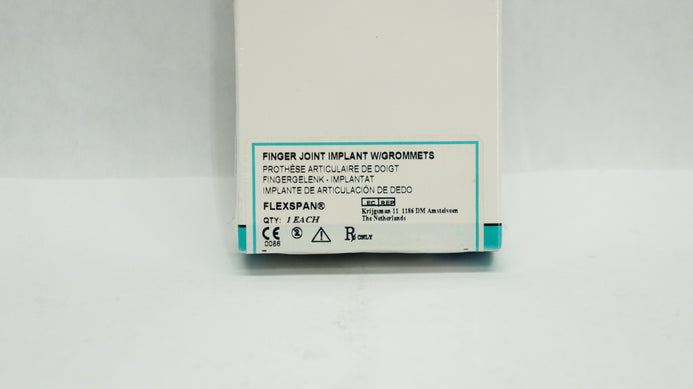 FINGER JOINT IMPLANT W/GROMMETS
PROTHÈSE ARTICULAIRE DE DOIGT
FINGERGELENK - IMPLANTAT
IMPLANTE DE ARTICULACIÓN DE DEDO
FLEXSPAN®
EC REP
Krijgsman 11 1186 DM Amstelveen
The Netherlands
QTY: 1 EACH
CE
0086
2
Rx ONLY